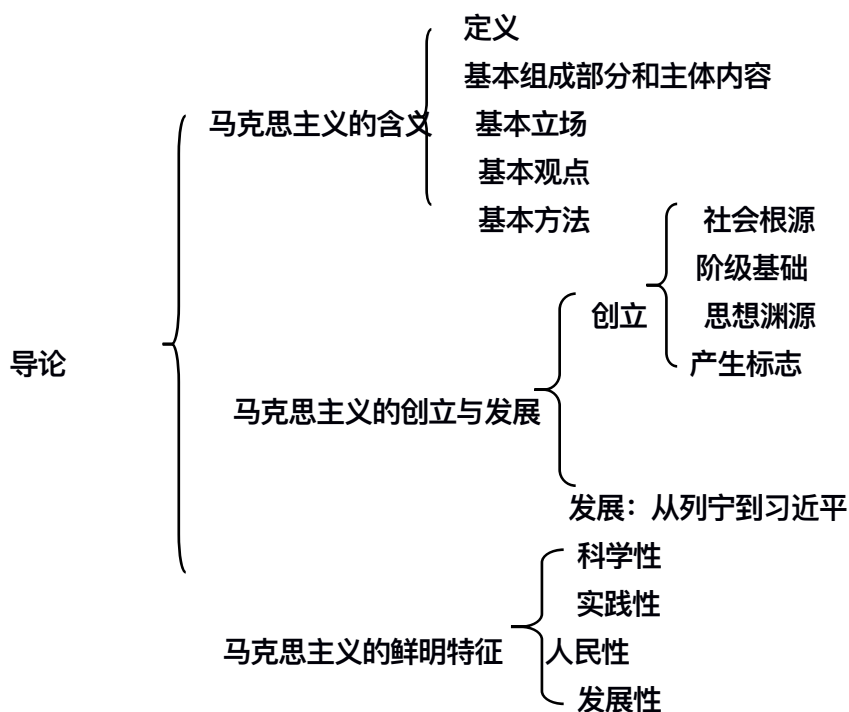 定义
基本组成部分和主体内容
马克思主义的含义
基本立场
基本观点
基本方法
社会根源
阶级基础
创立
思想渊源
导论
产生标志
马克思主义的创立与发展
发展：从列宁到习近平
科学性
实践性
马克思主义的鲜明特征
人民性
发展性